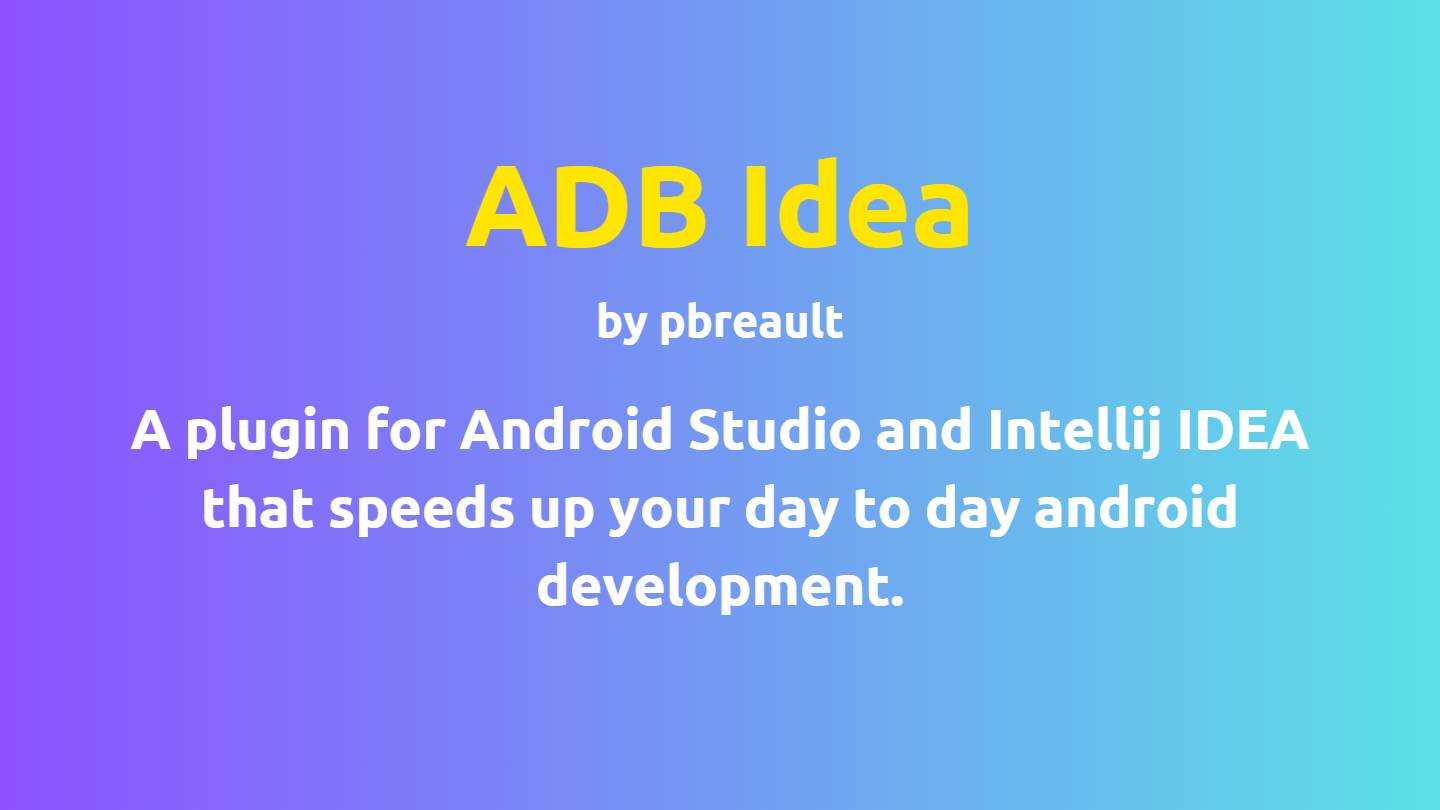 ADB Idea
by pbreault
A plugin for Android Studio and Intellij IDEA
that speeds up your day to day android
development.